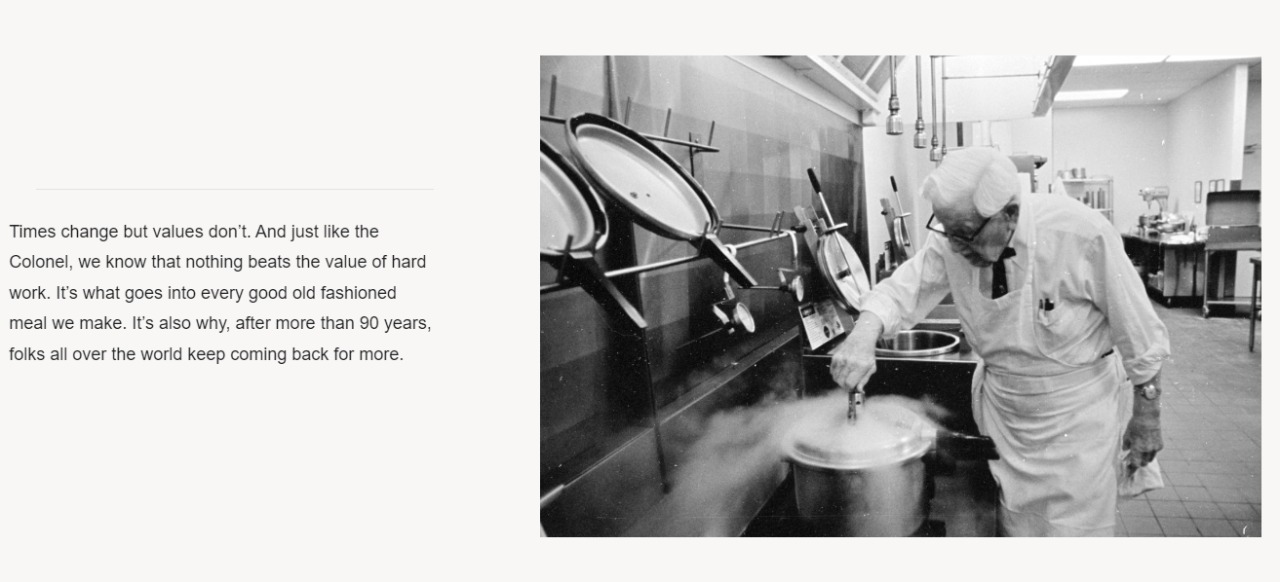 Times change but values don’t. And just like the
Colonel, we know that nothing beats the value of hard
work. It’s what goes into every good old fashioned
meal we make. It’s also why, after more than 90 years,
folks all over the world keep coming back for more.